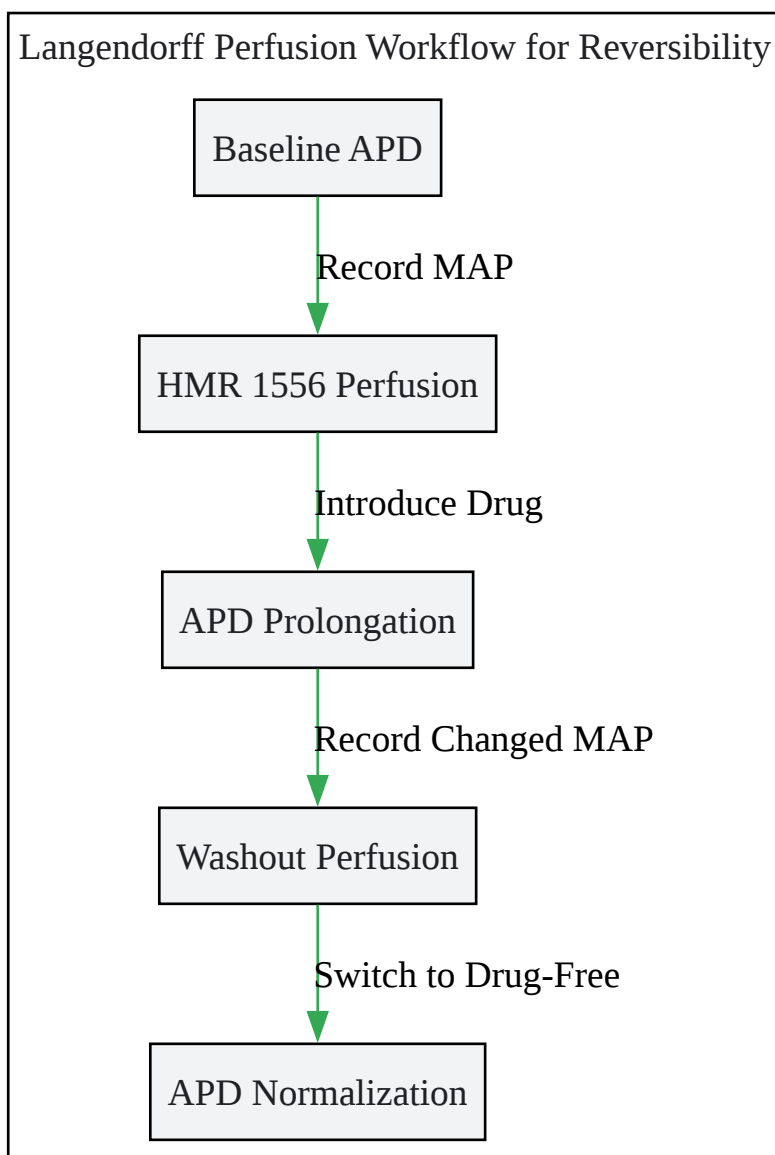 Langendorff Perfusion Workflow for Reversibility
Baseline APD
Record MAP
HMR 1556 Perfusion
Introduce Drug
APD Prolongation
Record Changed MAP
Washout Perfusion
Switch to Drug-Free
APD Normalization